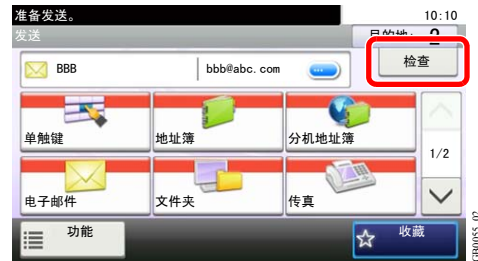 准备发送。 10:10
发送 目的地: 2
BBB bbb@abc.com 检查
单触键 地址簿 分机地址簿
1/2
电子邮件 文件夹 传真
功能 收藏
GB0055_02